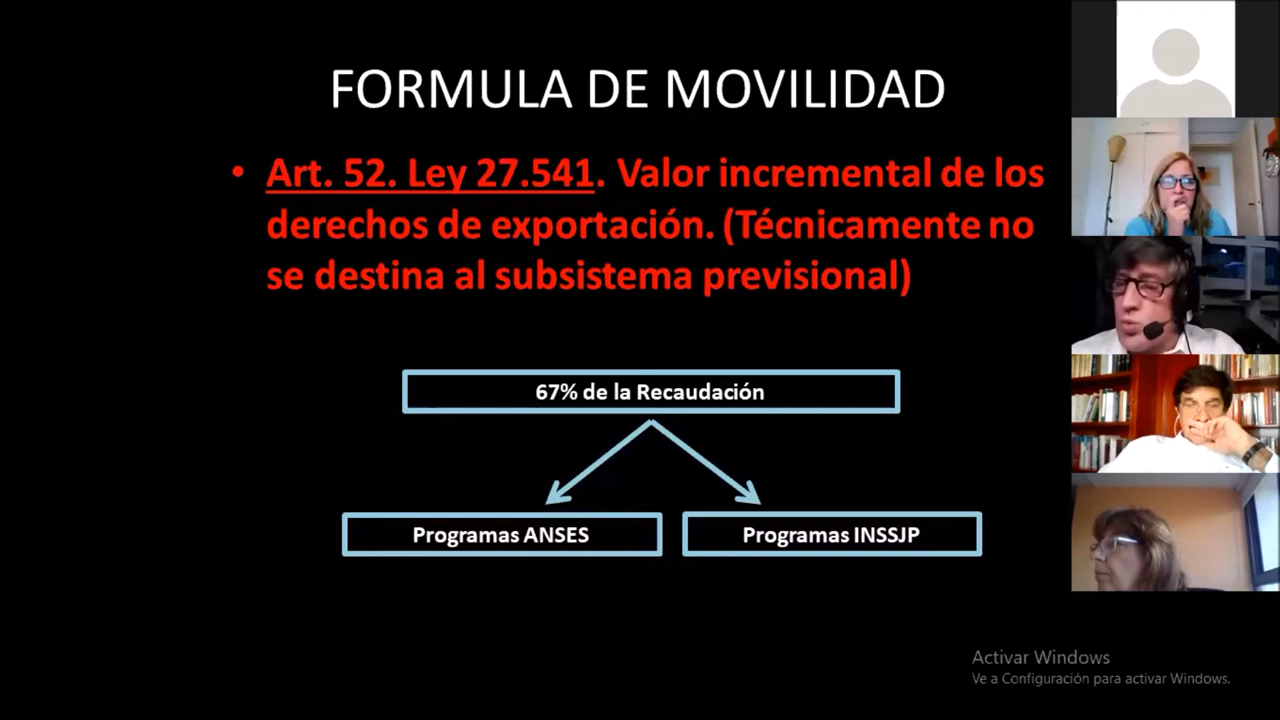 FORMULA DE MOVILIDAD
• Art. 52. Ley 27.541. Valor incremental de los
derechos de exportación. (Técnicamente no
se destina al subsistema previsional)
67% de la Recaudación
Programas ANSES
Programas INSSJP
Activar Windows
Ve a Configuración para activar Windows.